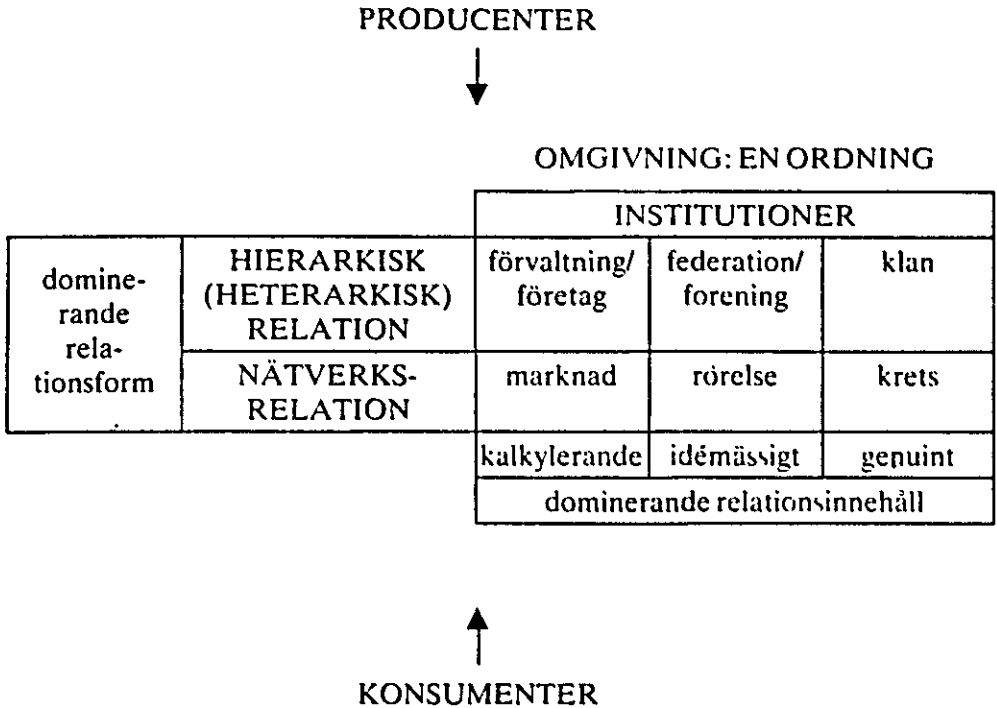 PRODUCENTER
OMGIVNING: EN ORDNING
INSTITUTIONER
domine-
rande
rela-
tionsform
HIERARKISK
(HETERARKISK)
RELATION
förvaltning/
företag
federation/
forening
klan
NÄTVERKS-
RELATION
marknad
rörelse
krets
kalkylerande
idémässigt
genuint
dominerande relationsinnehåll
KONSUMENTER